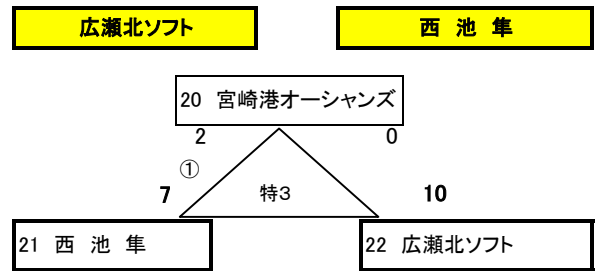 広瀬北ソフト
西 池 隼
20 宮崎港オーシャンズ
2
0
①
7
特3
10
21 西 池 隼
22 広瀬北ソフト